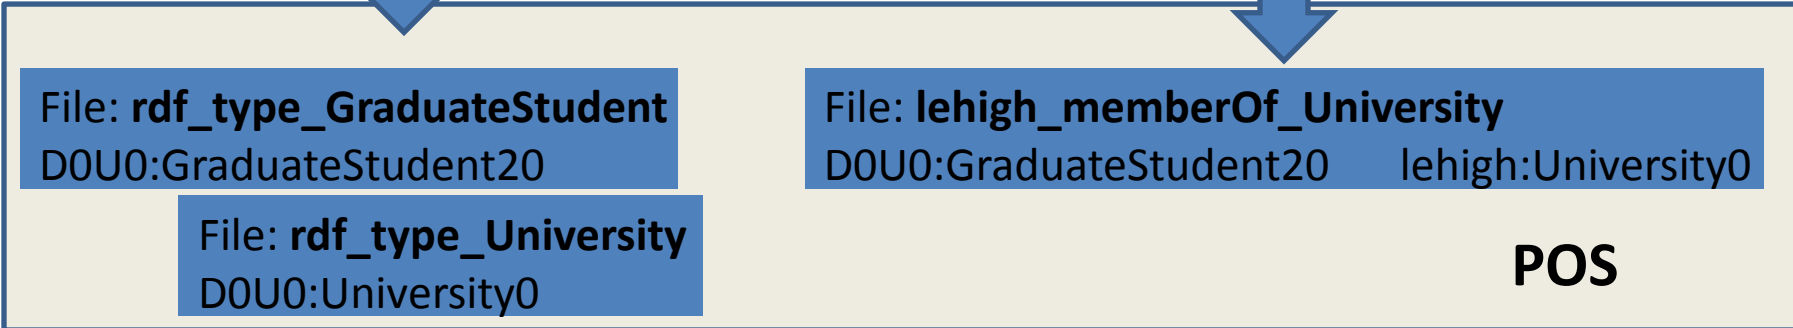 File: rdf_type_GraduateStudent
D0U0:GraduateStudent20
File: lehigh_memberOf_University
D0U0:GraduateStudent20 lehigh:University0
File: rdf_type_University
D0U0:University0
POS